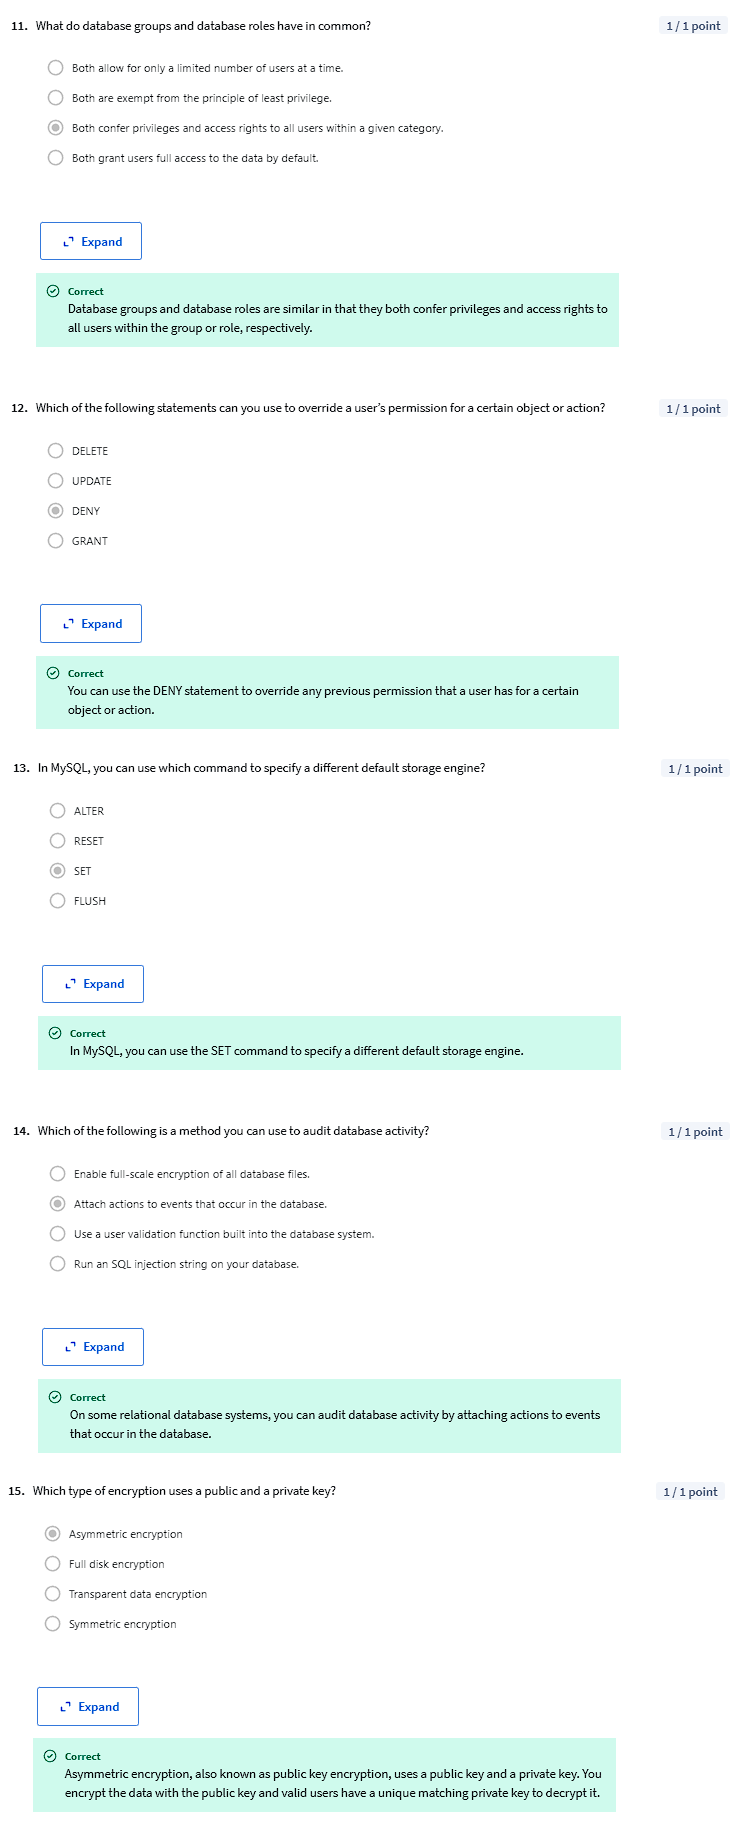 11. What do database groups and database roles have in common?
1 / 1 point
Both allow for only a limited number of users at a time.
Both are exempt from the principle of least privilege.
Both confer privileges and access rights to all users within a given category.
Both grant users full access to the data by default.
Expand
Correct
Database groups and database roles are similar in that they both confer privileges and access rights to
all users within the group or role, respectively.
12. Which of the following statements can you use to override a user's permission for a certain object or action?
1 / 1 point
DELETE
UPDATE
DENY
GRANT
Expand
Correct
You can use the DENY statement to override any previous permission that a user has for a certain
object or action.
13. In MySQL, you can use which command to specify a different default storage engine?
1 / 1 point
ALTER
RESET
SET
FLUSH
Expand
Correct
In MySQL, you can use the SET command to specify a different default storage engine.
14. Which of the following is a method you can use to audit database activity?
1 / 1 point
Enable full-scale encryption of all database files.
Attach actions to events that occur in the database.
Use a user validation function built into the database system.
Run an SQL injection string on your database.
Expand
Correct
On some relational database systems, you can audit database activity by attaching actions to events
that occur in the database.
15. Which type of encryption uses a public and a private key?
1 / 1 point
Asymmetric encryption
Full disk encryption
Transparent data encryption
Symmetric encryption
Expand
Correct
Asymmetric encryption, also known as public key encryption, uses a public key and a private key. You
encrypt the data with the public key and valid users have a unique matching private key to decrypt it.